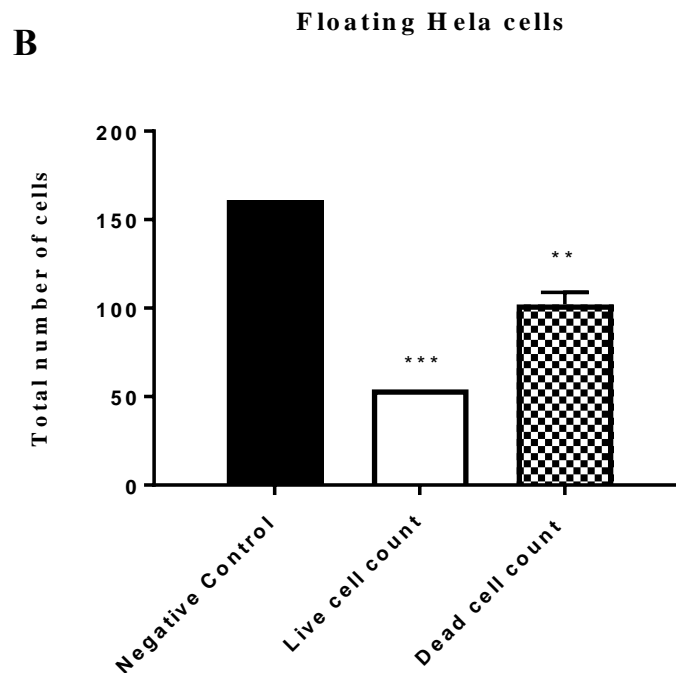 Floating Hela cells
B
Total number of cells
200
150
100
50
0
***
**
Negative Control
Live cell count
Dead cell count